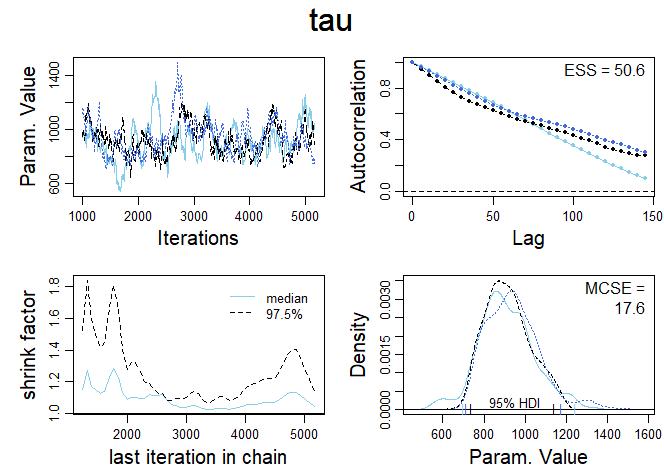 tau
Param. Value
600
1000
1400
1000
2000
3000
4000
5000
Iterations
Autocorrelation
0.0
0.4
0.8
ESS = 50.6
0
50
100
150
Lag
shrink factor
1.0
1.2
1.4
1.6
1.8
median
97.5%
2000
3000
4000
5000
last iteration in chain
Density
0.0000
0.0015
0.0030
MCSE =
17.6
95% HDI
600
800
1000
1200
1400
1600
Param. Value